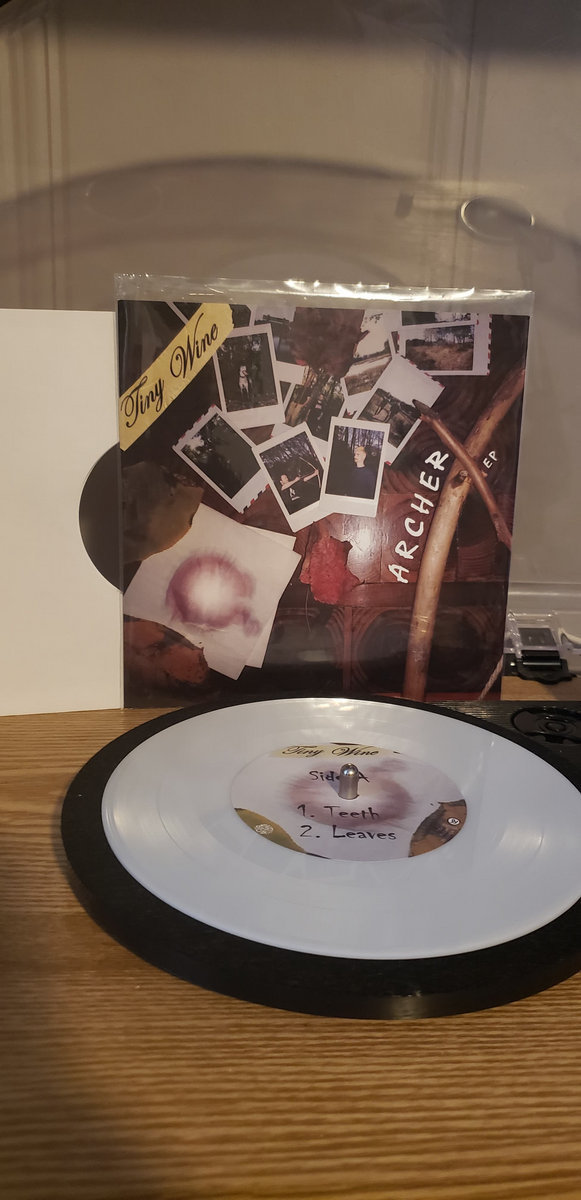 Tiny Wine
ARCHER EP
Tiny Wine
Side A
1. Teeth
2. Leaves